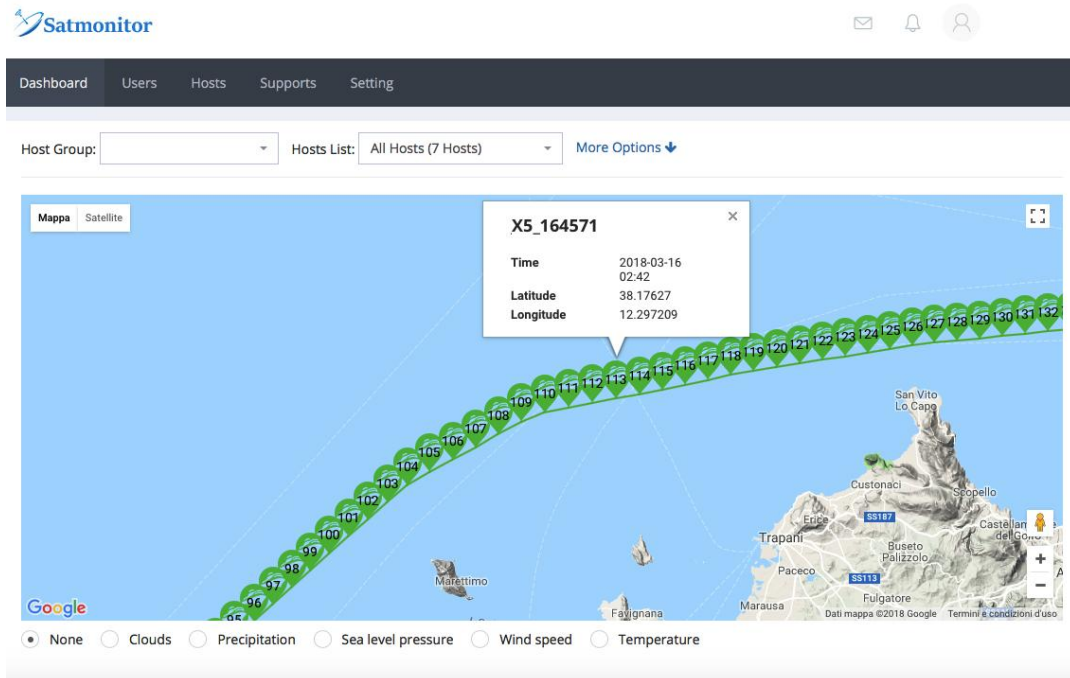 Satmonitor
Dashboard Users Hosts Supports Setting
Host Group: Hosts List: All Hosts (7 Hosts) More Options
Mappa Satellite
X5_164571
Time 2018-03-16
02:42
Latitude 38.17627
Longitude 12.297209
132
131
130
129
128
127
126
125
124
123
122
121
120
119
118
117
116
115
114
113
112
111
110
109
108
107
106
105
104
103
102
101
100
99
98
97
96
95
San Vito
Lo Capo
Custonaci
Scopello
Erice
SS187
Castellam
del Golfo
Trapani
Buseto
Palizzolo
Paceco
SS113
Marettimo
Fulgatore
Marausa
Favignana
Google
Dati mappa ©2018 Google Termini e condizioni d'uso
None Clouds Precipitation Sea level pressure Wind speed Temperature